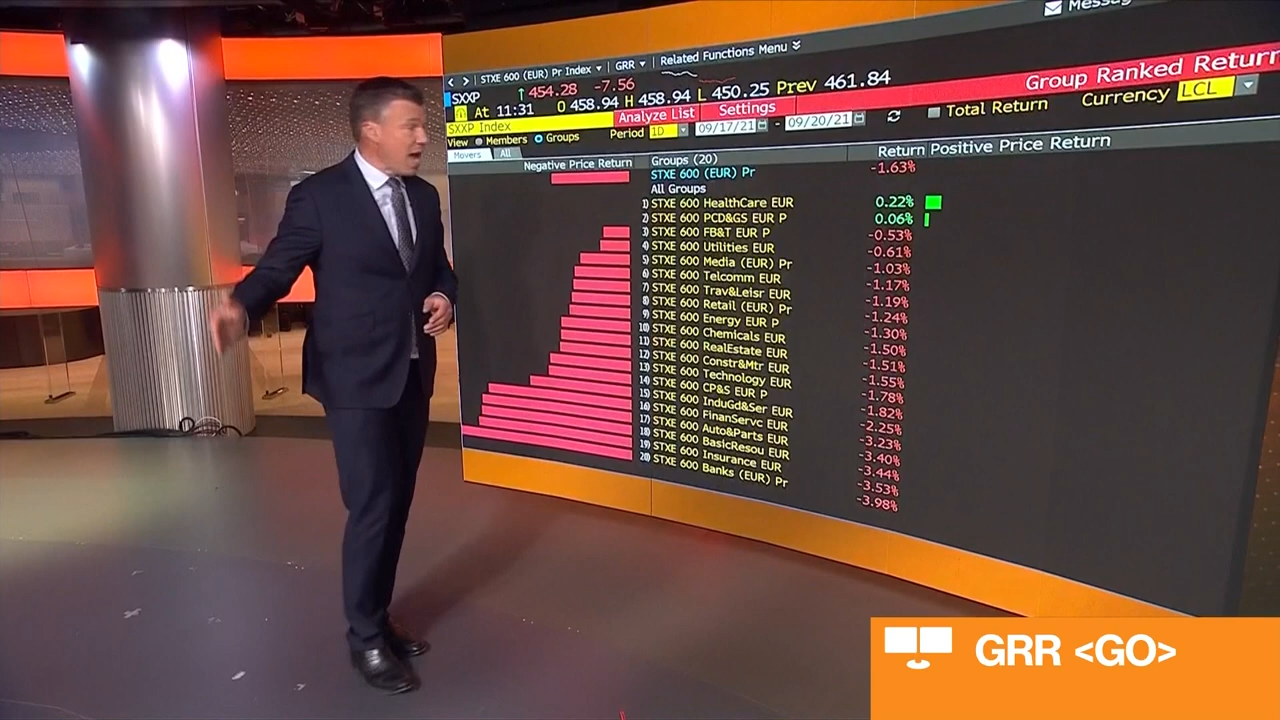 Messag
< > STXE 600 (EUR) Pr Index GRR Related Functions Menu
SXXP ↑ 454.28 -7.56 Prev 461.84
At 11:31 O 458.94 H 458.94 L 450.25
Group Ranked Return
SXXP Index Analyze List Settings
Total Return Currency LCL
View Members Groups Period 1D 09/17/21 - 09/20/21
Movers All
Negative Price Return Groups (20) Return Positive Price Return
STXE 600 (EUR) Pr -1.63%
All Groups
1) STXE 600 HealthCare EUR 0.22%
2) STXE 600 PCD&GS EUR P 0.06%
3) STXE 600 FB&T EUR P -0.53%
4) STXE 600 Utilities EUR -0.61%
5) STXE 600 Media (EUR) Pr -1.03%
6) STXE 600 Telcomm EUR -1.17%
7) STXE 600 Trav&Leisr EUR -1.19%
8) STXE 600 Retail (EUR) Pr -1.24%
9) STXE 600 Energy EUR P -1.30%
10) STXE 600 Chemicals EUR -1.50%
11) STXE 600 RealEstate EUR -1.51%
12) STXE 600 Constr&Mtr EUR -1.55%
13) STXE 600 Technology EUR -1.78%
14) STXE 600 CP&S EUR P -1.82%
15) STXE 600 InduGd&Ser EUR -2.25%
16) STXE 600 FinanServc EUR -3.23%
17) STXE 600 Auto&Parts EUR -3.40%
18) STXE 600 BasicResou EUR -3.44%
19) STXE 600 Insurance EUR -3.53%
20) STXE 600 Banks (EUR) Pr -3.98%
GRR <GO>